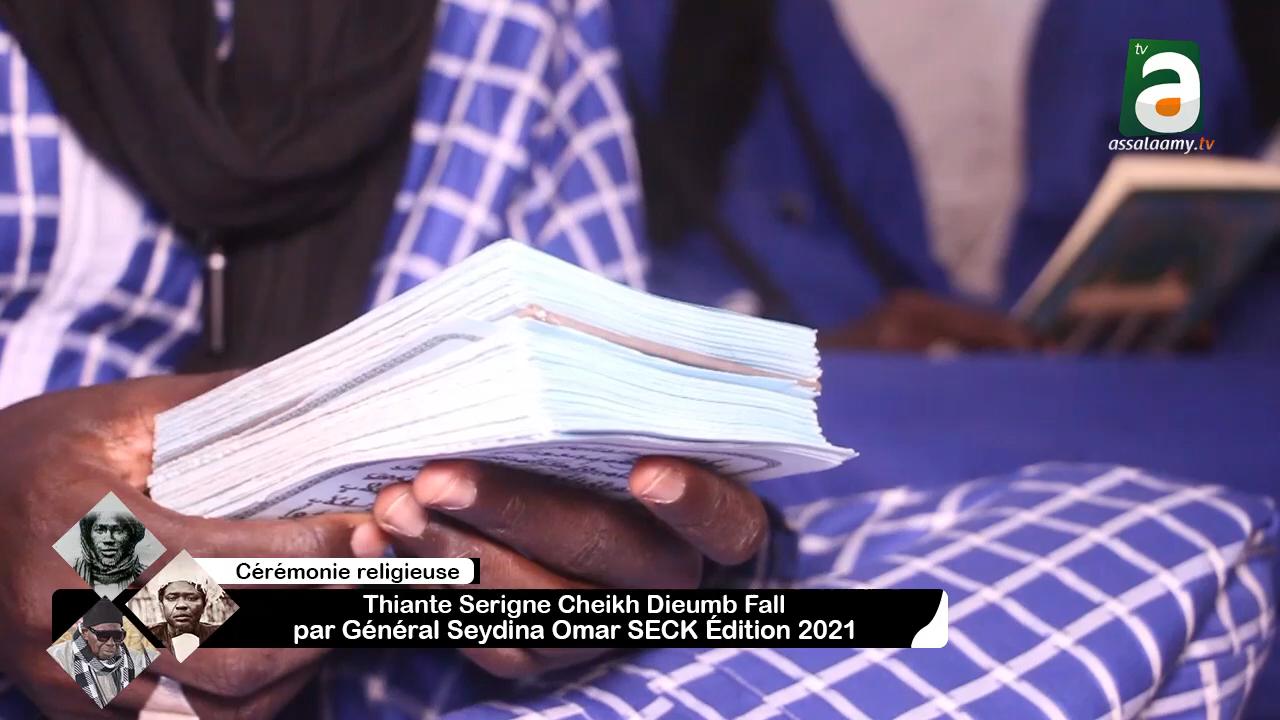 tv
a
assalaamy.tv
Cérémonie religieuse
Thiante Serigne Cheikh Dieumb Fall
par Général Seydina Omar SECK Édition 2021